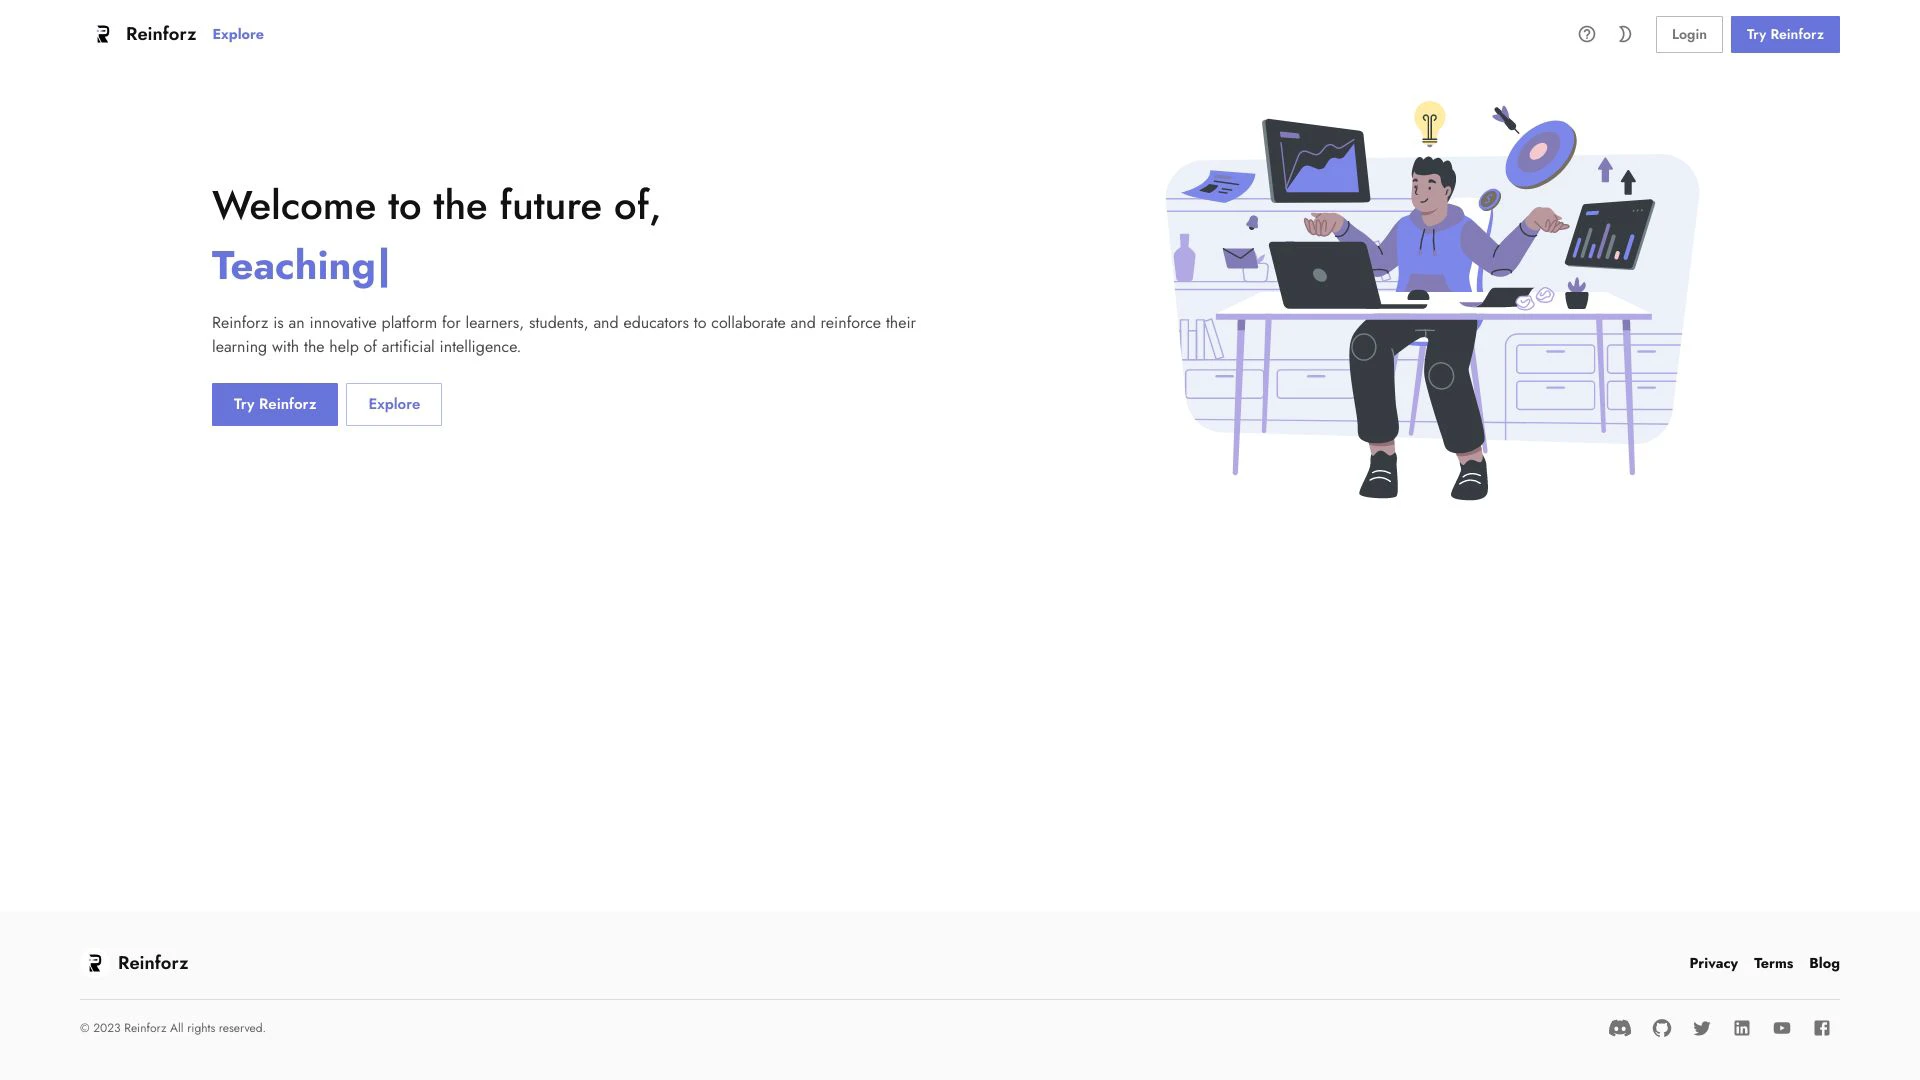 Reinforz
Explore
Login
Try Reinforz
Welcome to the future of,
Teaching|
Reinforz is an innovative platform for learners, students, and educators to collaborate and reinforce their
learning with the help of artificial intelligence.
Try Reinforz
Explore
Reinforz
Privacy
Terms
Blog
© 2023 Reinforz All rights reserved.